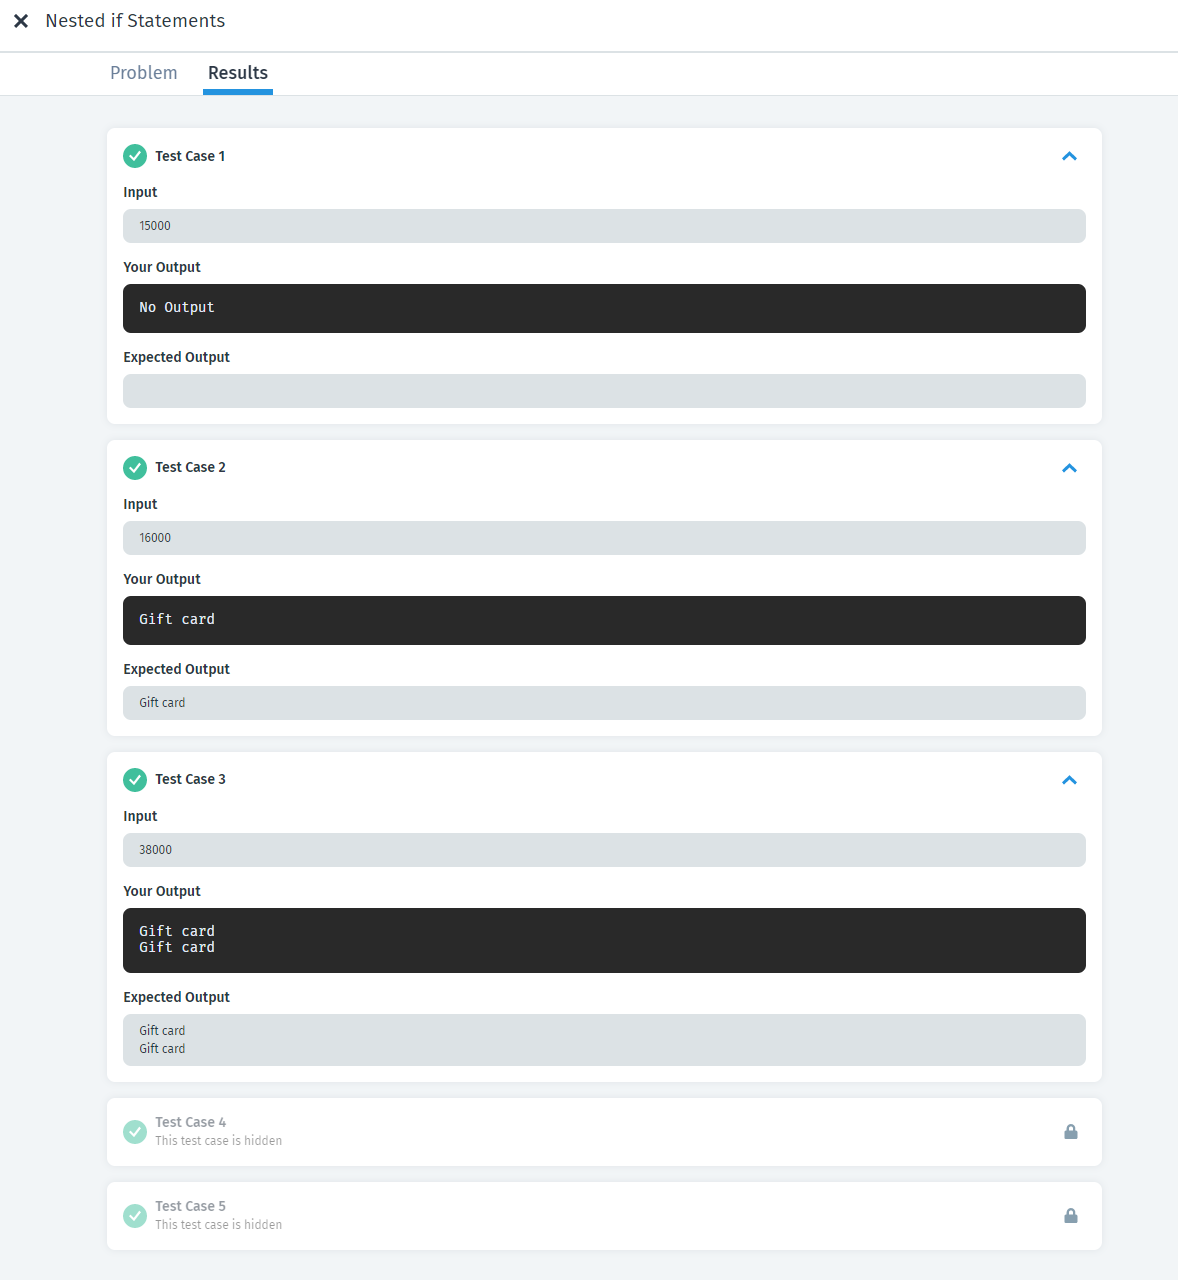 Nested if Statements
Problem Results
Test Case 1
Input
15000
Your Output
No Output
Expected Output
Test Case 2
Input
16000
Your Output
Gift card
Expected Output
Gift card
Test Case 3
Input
38000
Your Output
Gift card
Gift card
Expected Output
Gift card
Gift card
Test Case 4
This test case is hidden
Test Case 5
This test case is hidden